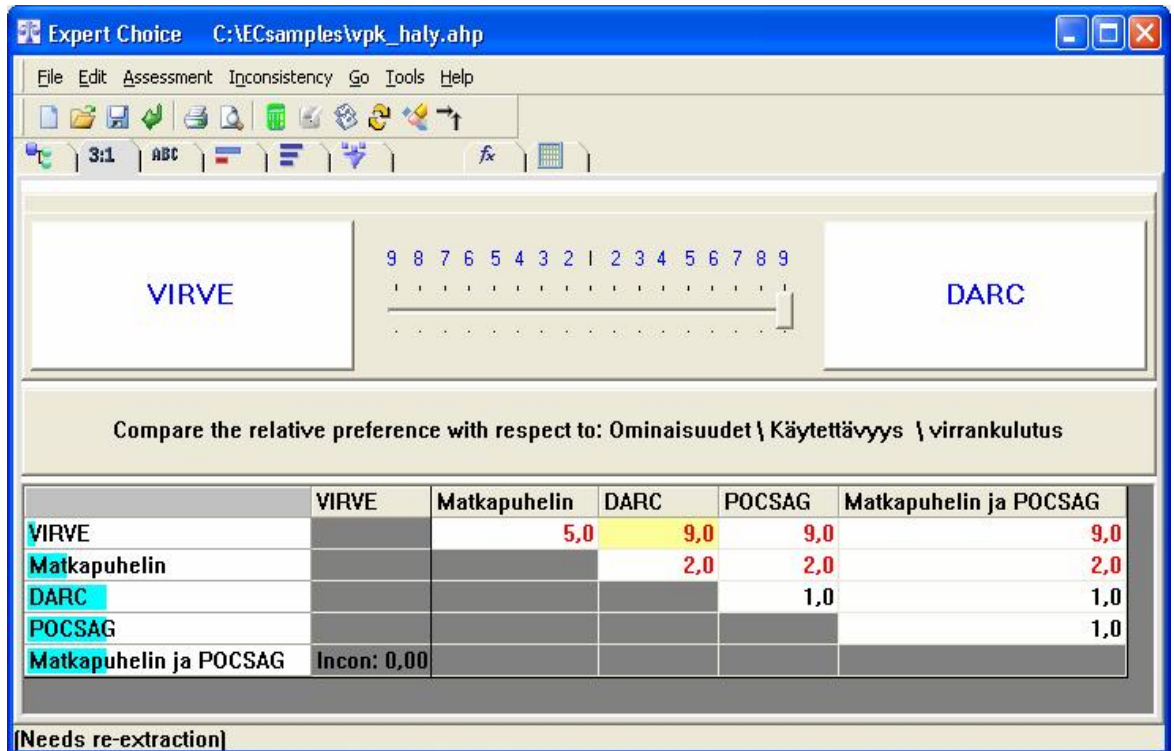 Expert Choice C:\ECsamples\vpk_haly.ahp
File Edit Assessment Inconsistency Go Tools Help
3:1 ABC fx
9 8 7 6 5 4 3 2 1 2 3 4 5 6 7 8 9
VIRVE DARC
Compare the relative preference with respect to: Ominaisuudet \ Käytettävyys \ virrankulutus
VIRVE Matkapuhelin DARC POCSAG Matkapuhelin ja POCSAG
VIRVE 5,0 9,0 9,0 9,0
Matkapuhelin 2,0 2,0 2,0
DARC 1,0 1,0
POCSAG 1,0
Matkapuhelin ja POCSAG Incon: 0,00
(Needs re-extraction)